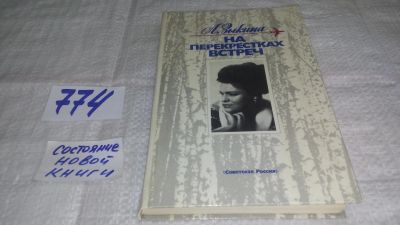 774
состояние
новой
книги
Л. Зыкина
НА
ПЕРЕКРЕСТКАХ
ВСТРЕЧ
«Советская Россия»